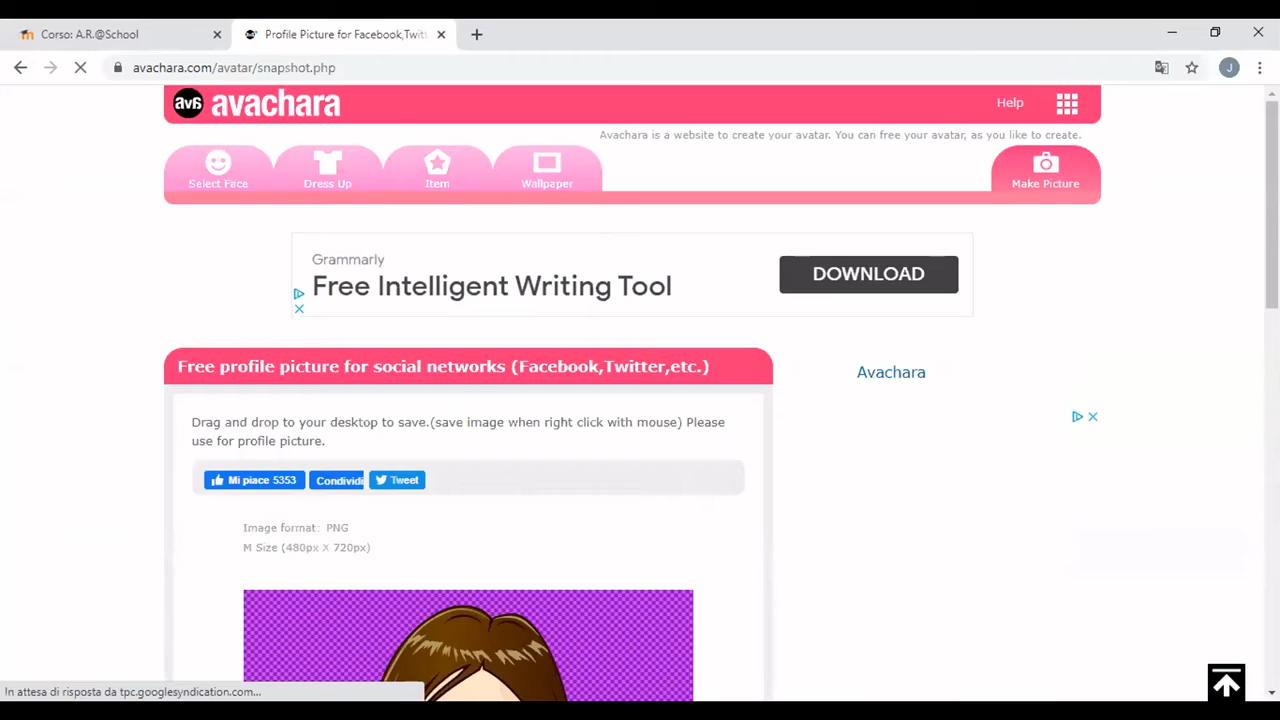 Corso: A.R.@School
Profile Picture for Facebook,Twitt
avachara.com/avatar/snapshot.php
J
ava avachara
Help
Avachara is a website to create your avatar. You can free your avatar, as you like to create.
Select Face
Dress Up
Item
Wallpaper
Make Picture
Grammarly
Free Intelligent Writing Tool
DOWNLOAD
Free profile picture for social networks (Facebook,Twitter,etc.)
Avachara
Drag and drop to your desktop to save.(save image when right click with mouse) Please
use for profile picture.
Mi piace 5353
Condividi
Tweet
Image format: PNG
M Size (480px X 720px)
In attesa di risposta da tpc.googlesyndication.com...